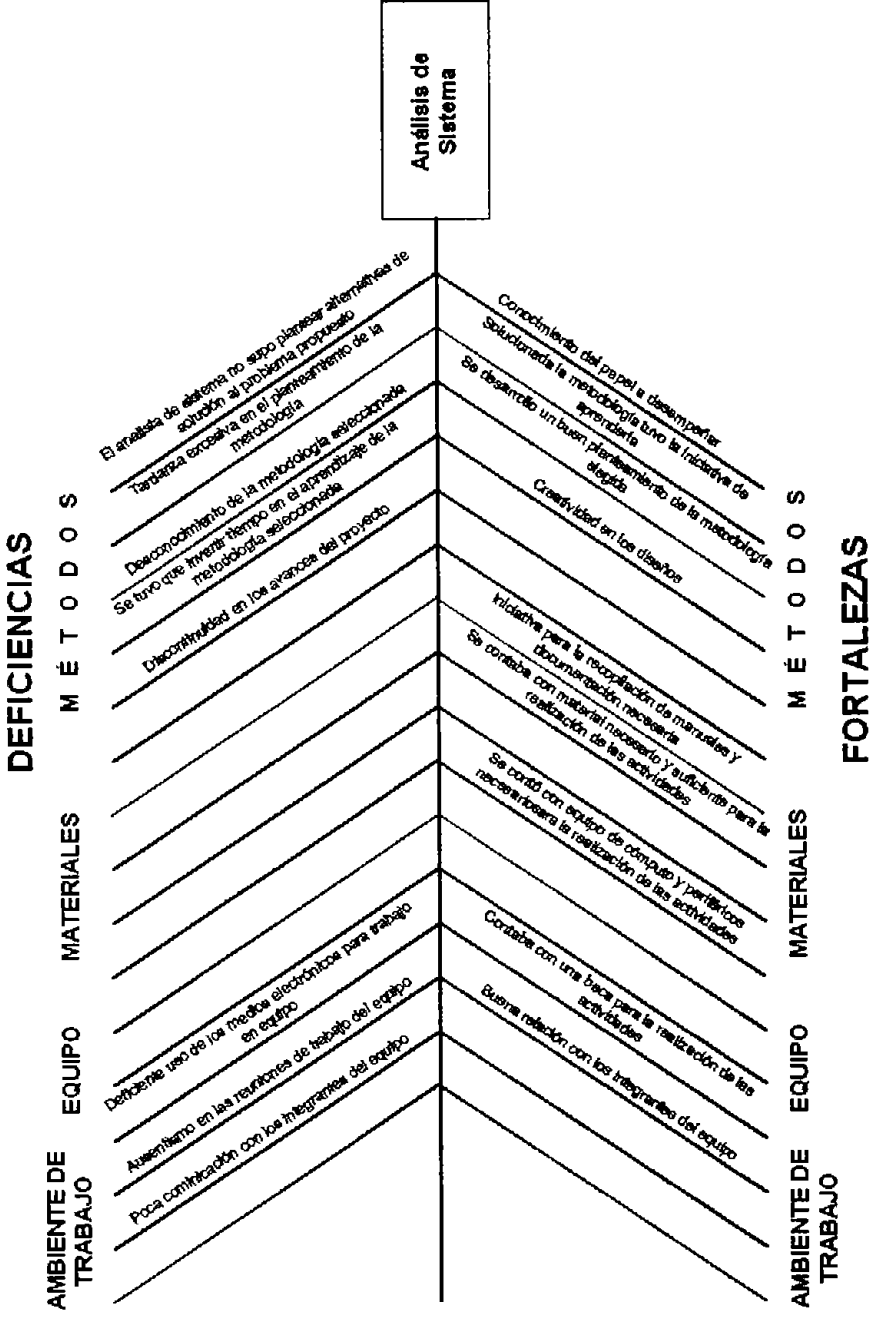 DEFICIENCIAS
M É T O D O S
MATERIALES
EQUIPO
AMBIENTE DE
TRABAJO
El analista de sistema no supo plantear alternativas de
solución al problema propuesto
Tardanza excesiva en el planteamiento de la
metodología
Desconocimiento de la metodología seleccionada
Se tuvo que invertir tiempo en el aprendizaje de la
metodología seleccionada
Discontinuidad en los avances del proyecto
Deficiente uso de los medios electrónicos para trabajo
en equipo
Ausentismo en las reuniones de trabajo del equipo
Poca cominicación con los integrantes del equipo
Análisis de
Sistema
Conocimiento del papel a desempeñar
Solucionada la metodología tuvo la iniciativa de
aprenderla
Se desarrollo un buen planteamiento de la metodología
elegida
Creatividad en los diseños
Iniciativa para la recopilación de manuales y
documentación necesaria
Se contaba con material necesario y suficiente para la
realización de las actividades
Se contó con equipo de cómputo y periféricos
necesariosara la realización de las actividades
Contaba con una beca para la realización de las
actividades
Buena relación con los integrantes del equipo
M É T O D O S
MATERIALES
EQUIPO
AMBIENTE DE
TRABAJO
FORTALEZAS